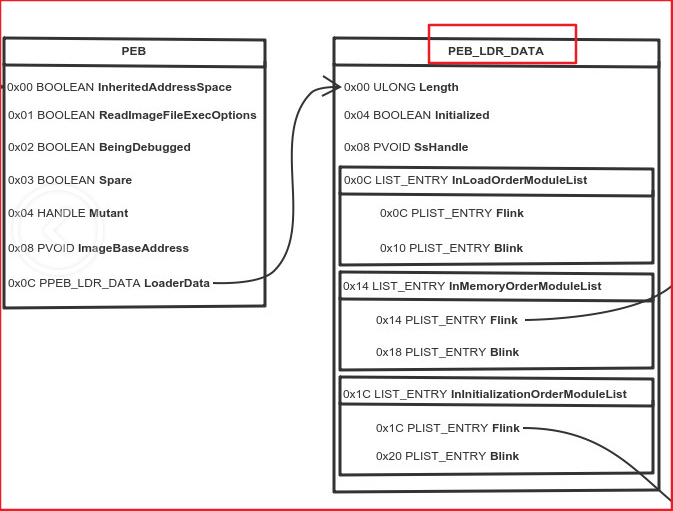 PEB
0x00 BOOLEAN InheritedAddressSpace
0x01 BOOLEAN ReadImageFileExecOptions
0x02 BOOLEAN BeingDebugged
0x03 BOOLEAN Spare
0x04 HANDLE Mutant
0x08 PVOID ImageBaseAddress
0x0C PPEB_LDR_DATA LoaderData
PEB_LDR_DATA
0x00 ULONG Length
0x04 BOOLEAN Initialized
0x08 PVOID SsHandle
0x0C LIST_ENTRY InLoadOrderModuleList
0x0C PLIST_ENTRY Flink
0x10 PLIST_ENTRY Blink
0x14 LIST_ENTRY InMemoryOrderModuleList
0x14 PLIST_ENTRY Flink
0x18 PLIST_ENTRY Blink
0x1C LIST_ENTRY InInitializationOrderModuleList
0x1C PLIST_ENTRY Flink
0x20 PLIST_ENTRY Blink